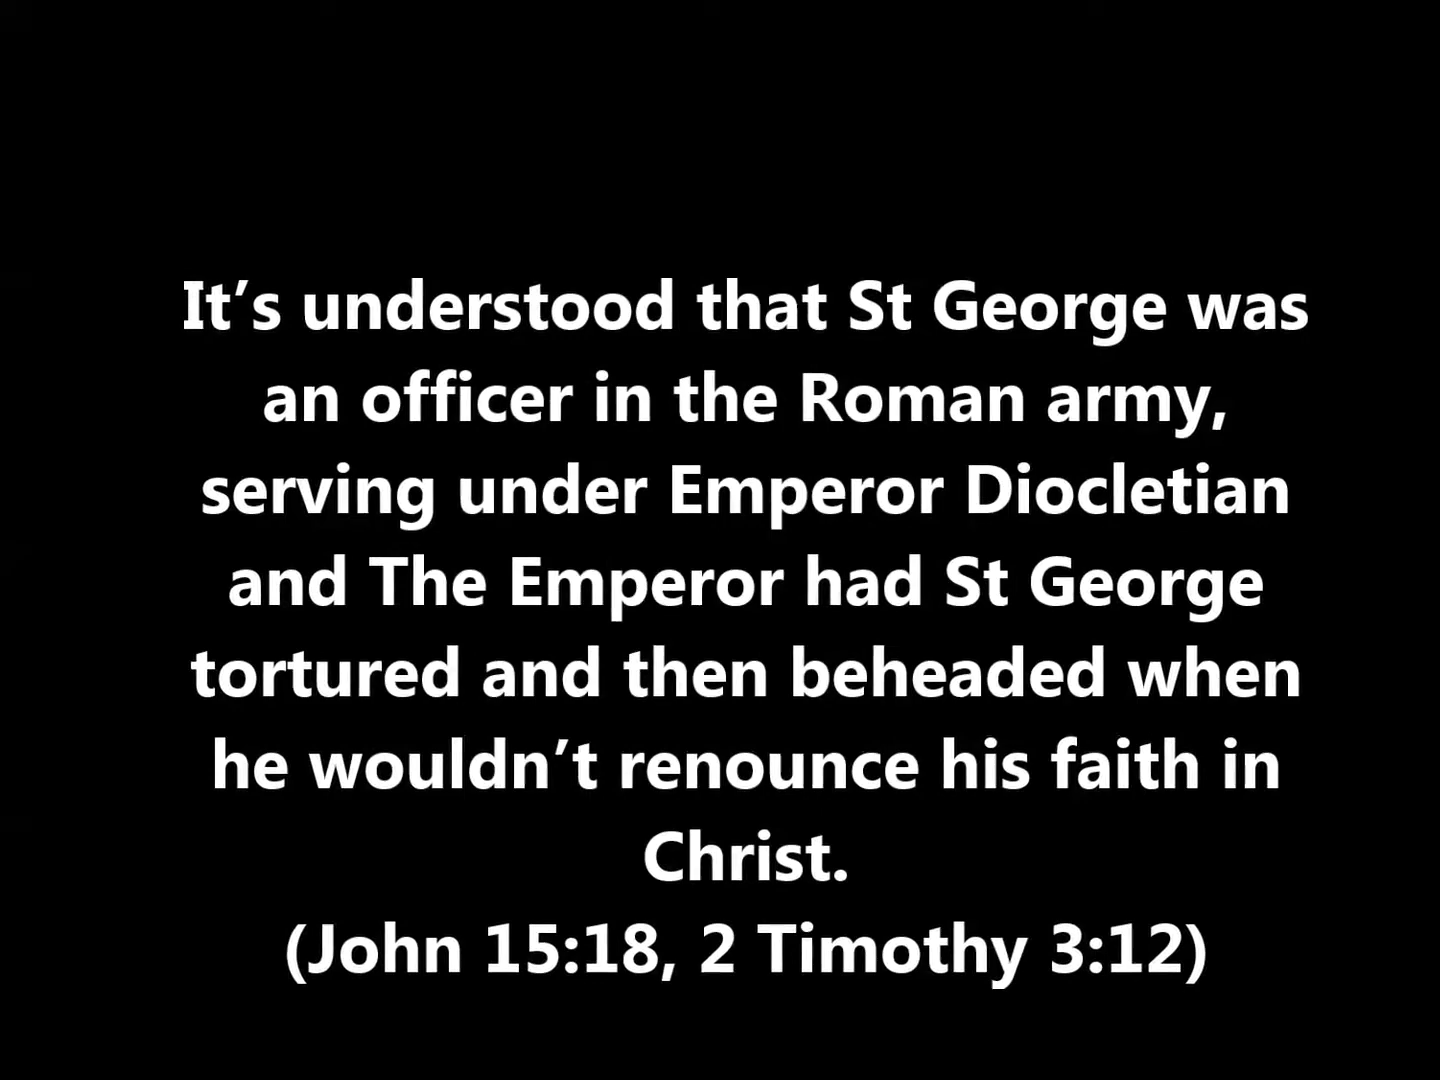 It’s understood that St George was
an officer in the Roman army,
serving under Emperor Diocletian
and The Emperor had St George
tortured and then beheaded when
he wouldn’t renounce his faith in
Christ.
(John 15:18, 2 Timothy 3:12)